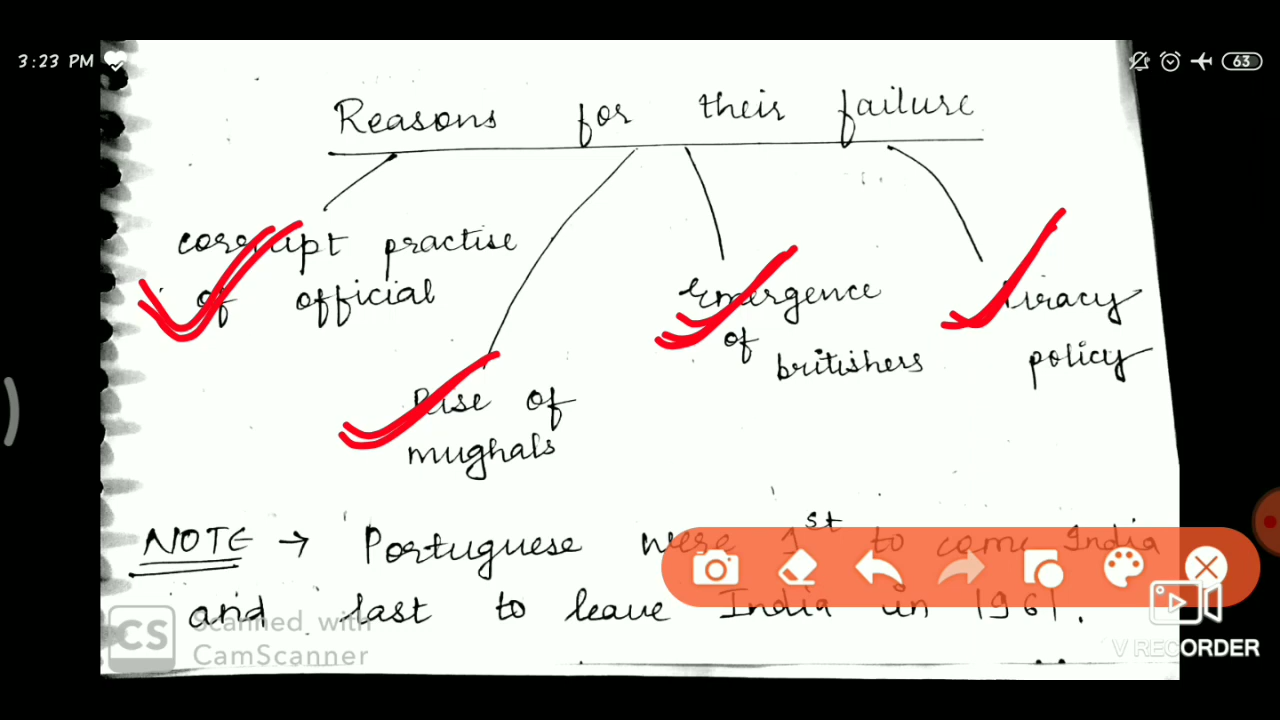 3:23 PM
63
Reasons for their failure
corrupt practise
of official
Rise of
mughals
Emergence
of
britishers
Piracy
policy
NOTE → Portuguese were 1st to come India
and last to leave India in 1961.
CS Scanned with
CamScanner
V RECORDER